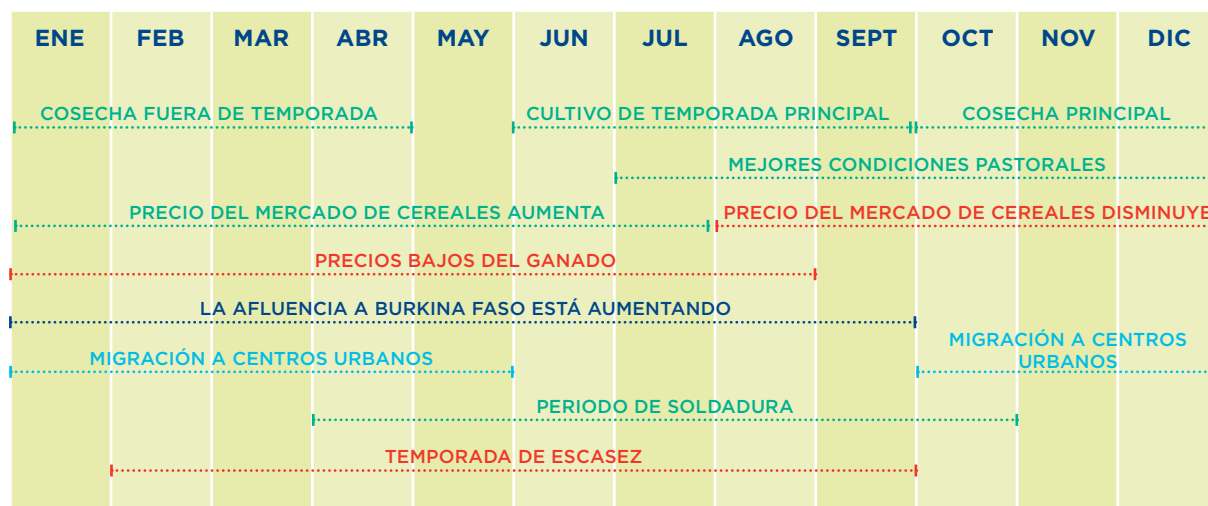 ENE FEB MAR ABR MAY JUN JUL AGO SEPT OCT NOV DIC
COSECHA FUERA DE TEMPORADA CULTIVO DE TEMPORADA PRINCIPAL COSECHA PRINCIPAL
MEJORES CONDICIONES PASTORALES
PRECIO DEL MERCADO DE CEREALES AUMENTA PRECIO DEL MERCADO DE CEREALES DISMINUYE
PRECIOS BAJOS DEL GANADO
LA AFLUENCIA A BURKINA FASO ESTÁ AUMENTANDO
MIGRACIÓN A CENTROS URBANOS
MIGRACIÓN A CENTROS
URBANOS
PERIODO DE SOLDADURA
TEMPORADA DE ESCASEZ